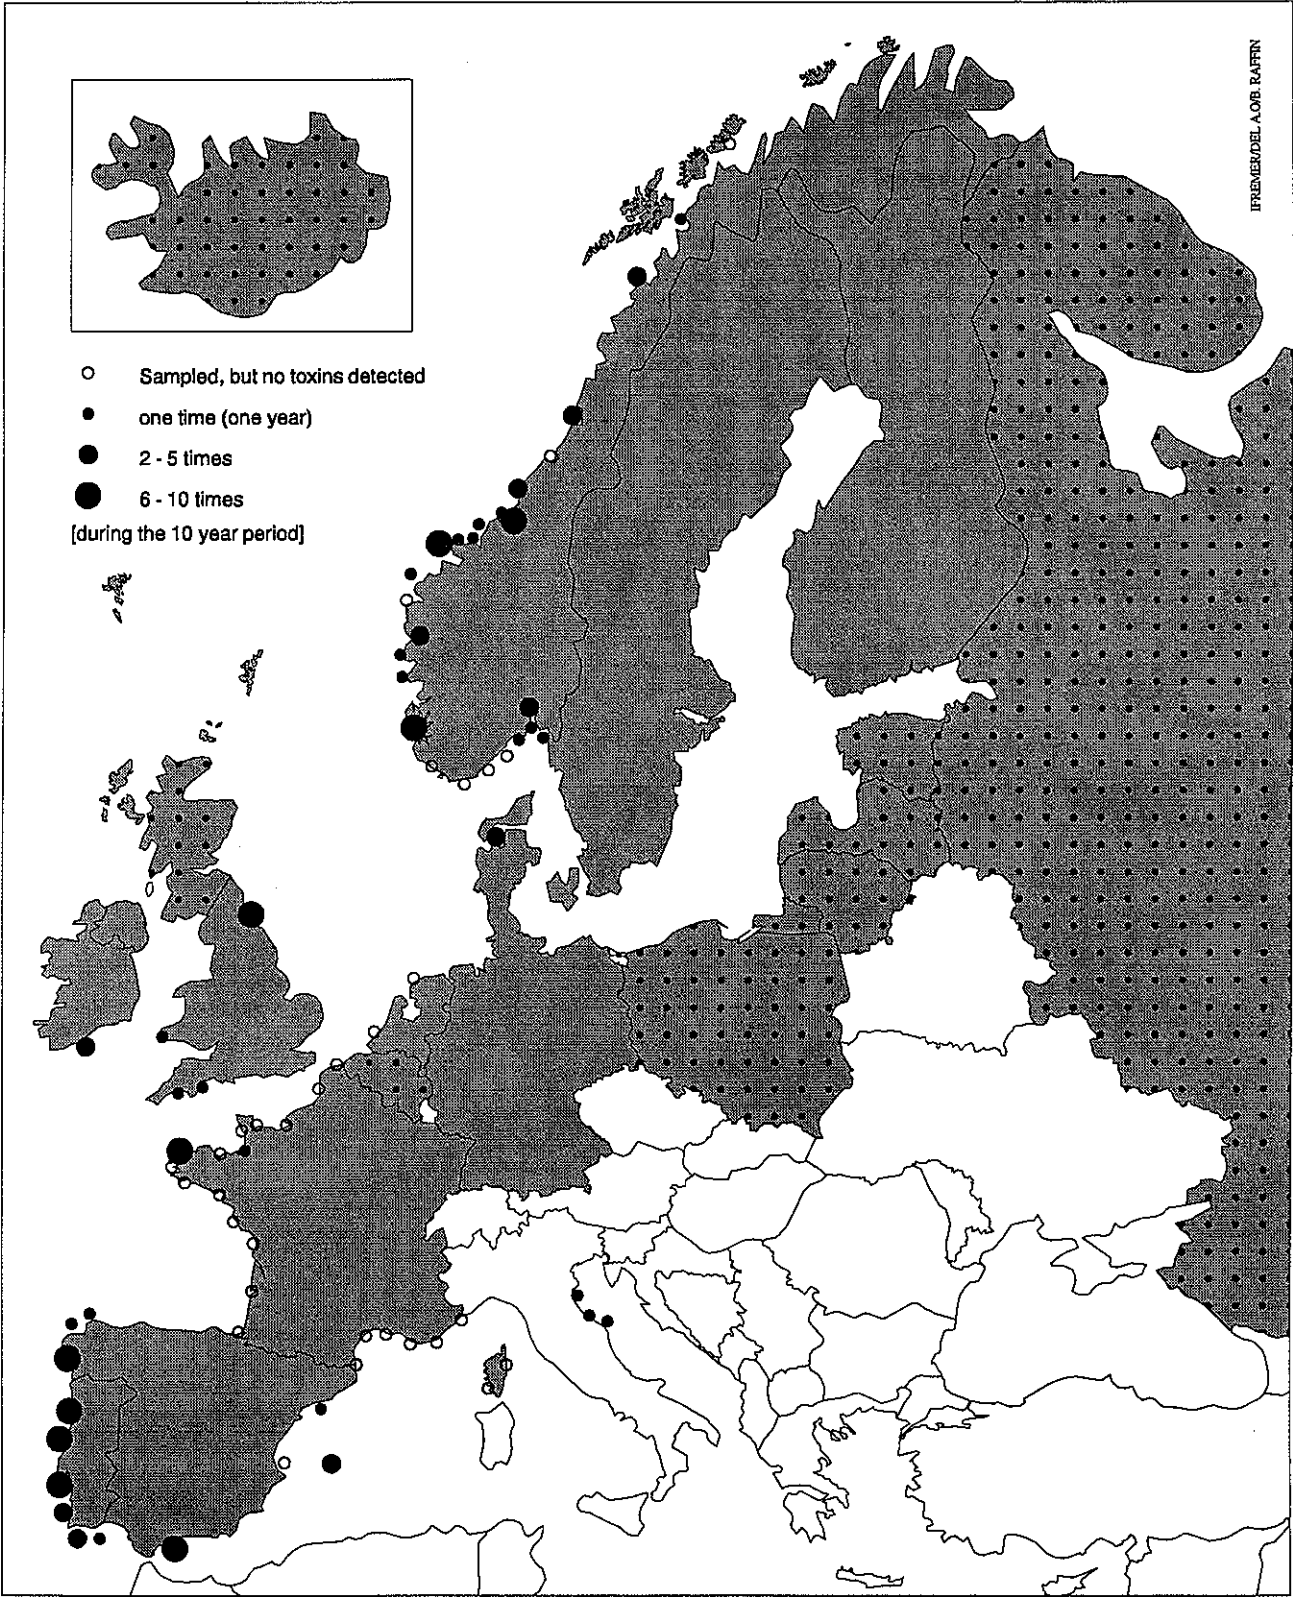 IFREMER/DEL A.O/B. RAFFIN
Sampled, but no toxins detected
one time (one year)
2 - 5 times
6 - 10 times
[during the 10 year period]